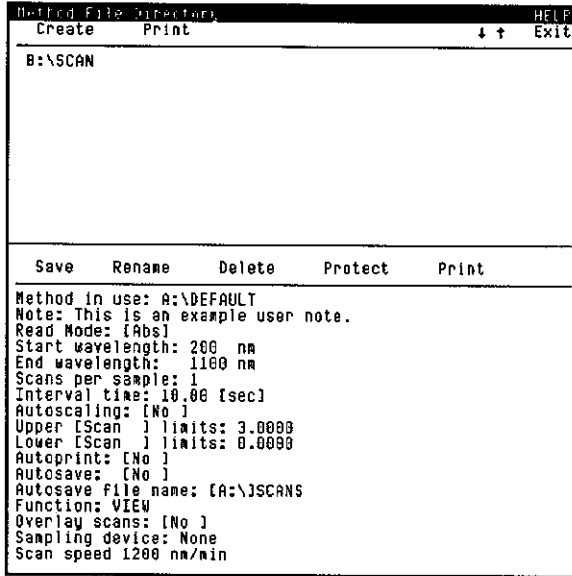 Method File Directory HELP
Create Print ↓ ↑ Exit
B:\SCAN
Save Rename Delete Protect Print
Method in use: A:\DEFAULT
Note: This is an example user note.
Read Mode: [Abs]
Start wavelength: 200 nm
End wavelength: 1100 nm
Scans per sample: 1
Interval time: 10.00 [sec]
Autoscaling: [No ]
Upper [Scan ] limits: 3.0000
Lower [Scan ] limits: 0.0000
Autoprint: [No ]
Autosave: [No ]
Autosave file name: [A:\]SCANS
Function: VIEW
Overlay scans: [No ]
Sampling device: None
Scan speed 1200 nm/min